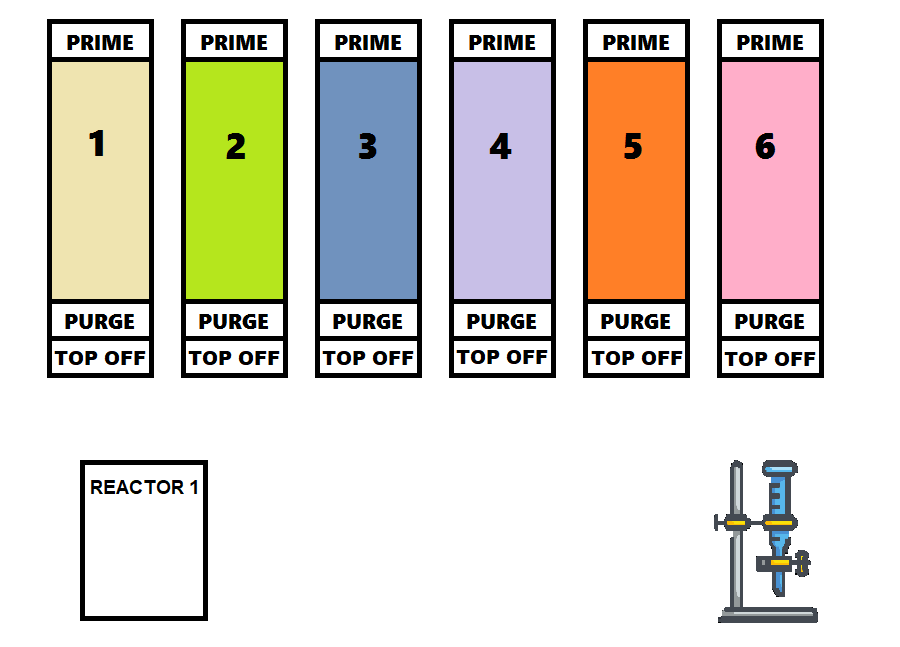 PRIME PRIME PRIME PRIME PRIME PRIME
1 2 3 4 5 6
PURGE PURGE PURGE PURGE PURGE PURGE
TOP OFF TOP OFF TOP OFF TOP OFF TOP OFF TOP OFF
REACTOR 1